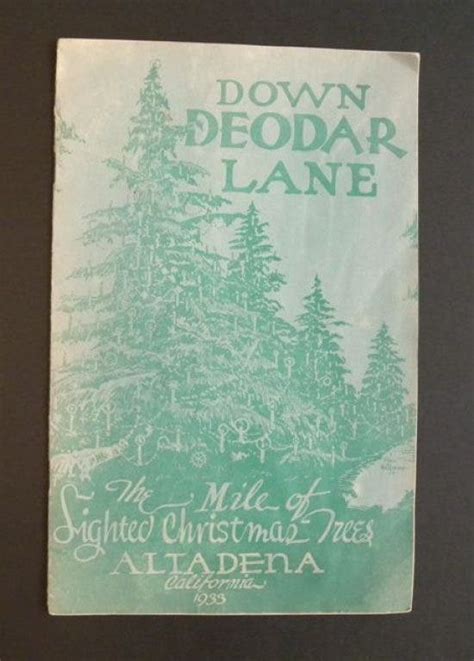 DOWN
DEODAR
LANE
The Mile of
Lighted Christmas Trees
ALTADENA
California
1933